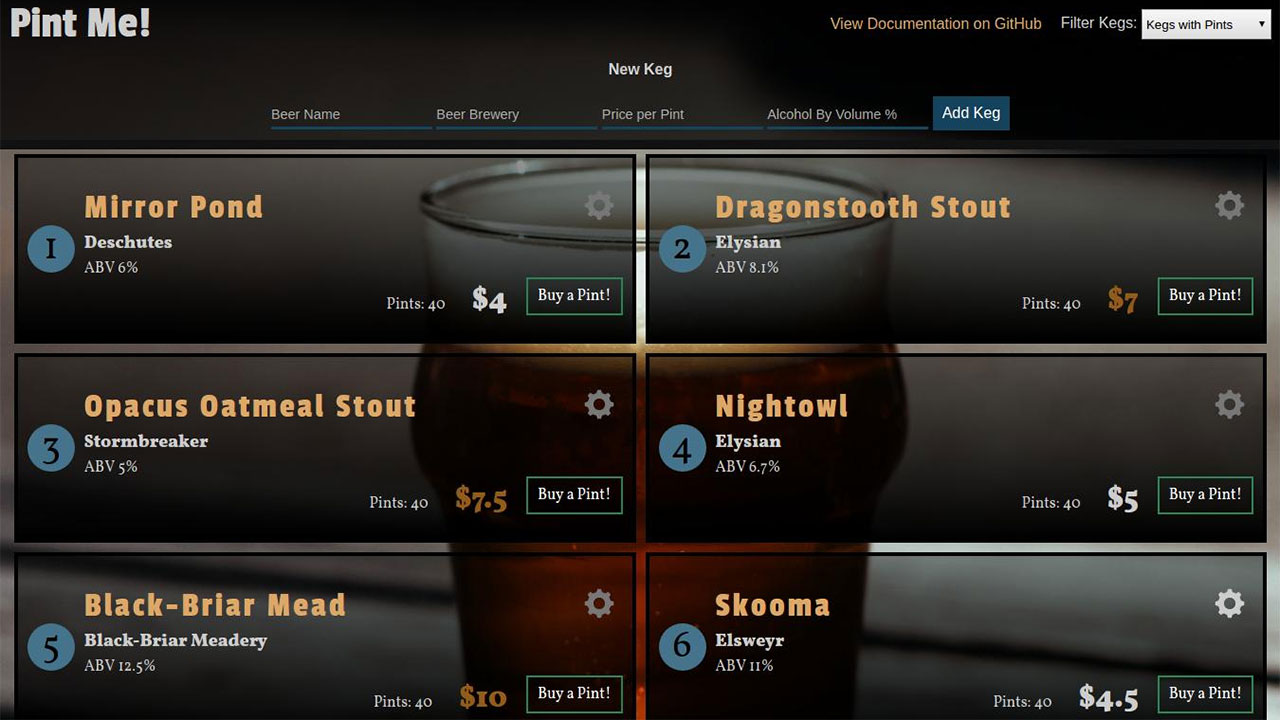 Pint Me!
View Documentation on GitHub Filter Kegs: Kegs with Pints
New Keg
Beer Name Beer Brewery Price per Pint Alcohol By Volume % Add Keg
1
Mirror Pond
Deschutes
ABV 6%
Pints: 40 $4 Buy a Pint!
2
Dragonstooth Stout
Elysian
ABV 8.1%
Pints: 40 $7 Buy a Pint!
3
Opacus Oatmeal Stout
Stormbreaker
ABV 5%
Pints: 40 $7.5 Buy a Pint!
4
Nightowl
Elysian
ABV 6.7%
Pints: 40 $5 Buy a Pint!
5
Black-Briar Mead
Black-Briar Meadery
ABV 12.5%
Pints: 40 $10 Buy a Pint!
6
Skooma
Elsweyr
ABV 11%
Pints: 40 $4.5 Buy a Pint!